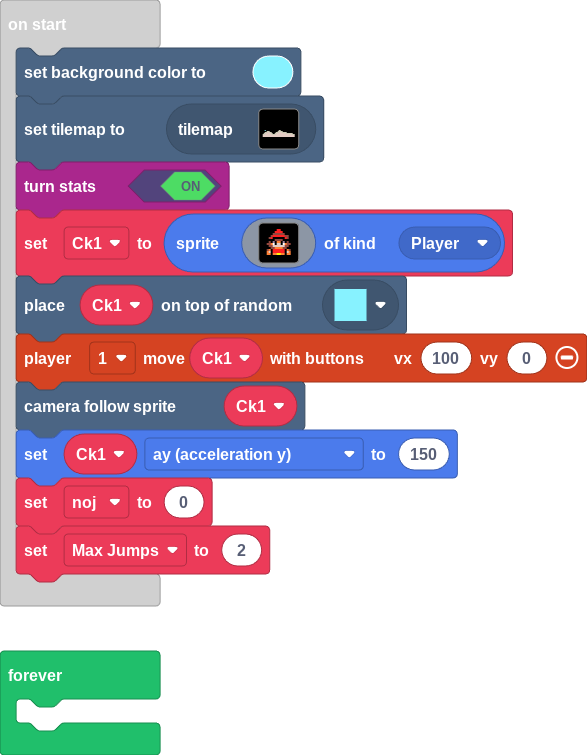 on start
set background color to
set tilemap to tilemap
turn stats ON
set Ck1 to sprite of kind Player
place Ck1 on top of random
player 1 move Ck1 with buttons vx 100 vy 0
camera follow sprite Ck1
set Ck1 ay (acceleration y) to 150
set noj to 0
set Max Jumps to 2
forever